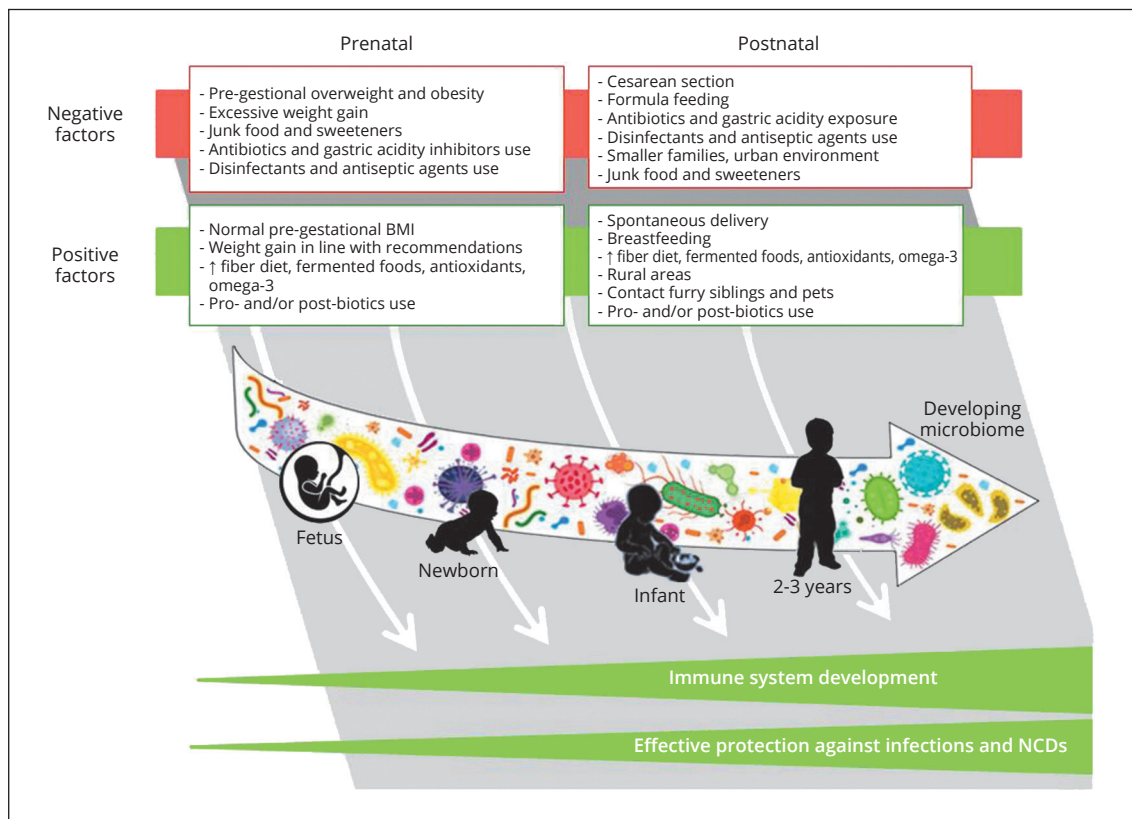 Prenatal
Postnatal
Negative
factors
- Pre-gestional overweight and obesity
- Excessive weight gain
- Junk food and sweeteners
- Antibiotics and gastric acidity inhibitors use
- Disinfectants and antiseptic agents use
- Cesarean section
- Formula feeding
- Antibiotics and gastric acidity exposure
- Disinfectants and antiseptic agents use
- Smaller families, urban environment
- Junk food and sweeteners
Positive
factors
- Normal pre-gestational BMI
- Weight gain in line with recommendations
- ↑ fiber diet, fermented foods, antioxidants,
omega-3
- Pro- and/or post-biotics use
- Spontaneous delivery
- Breastfeeding
- ↑ fiber diet, fermented foods, antioxidants, omega-3
- Rural areas
- Contact furry siblings and pets
- Pro- and/or post-biotics use
Developing
microbiome
Fetus
Newborn
Infant
2-3 years
Immune system development
Effective protection against infections and NCDs